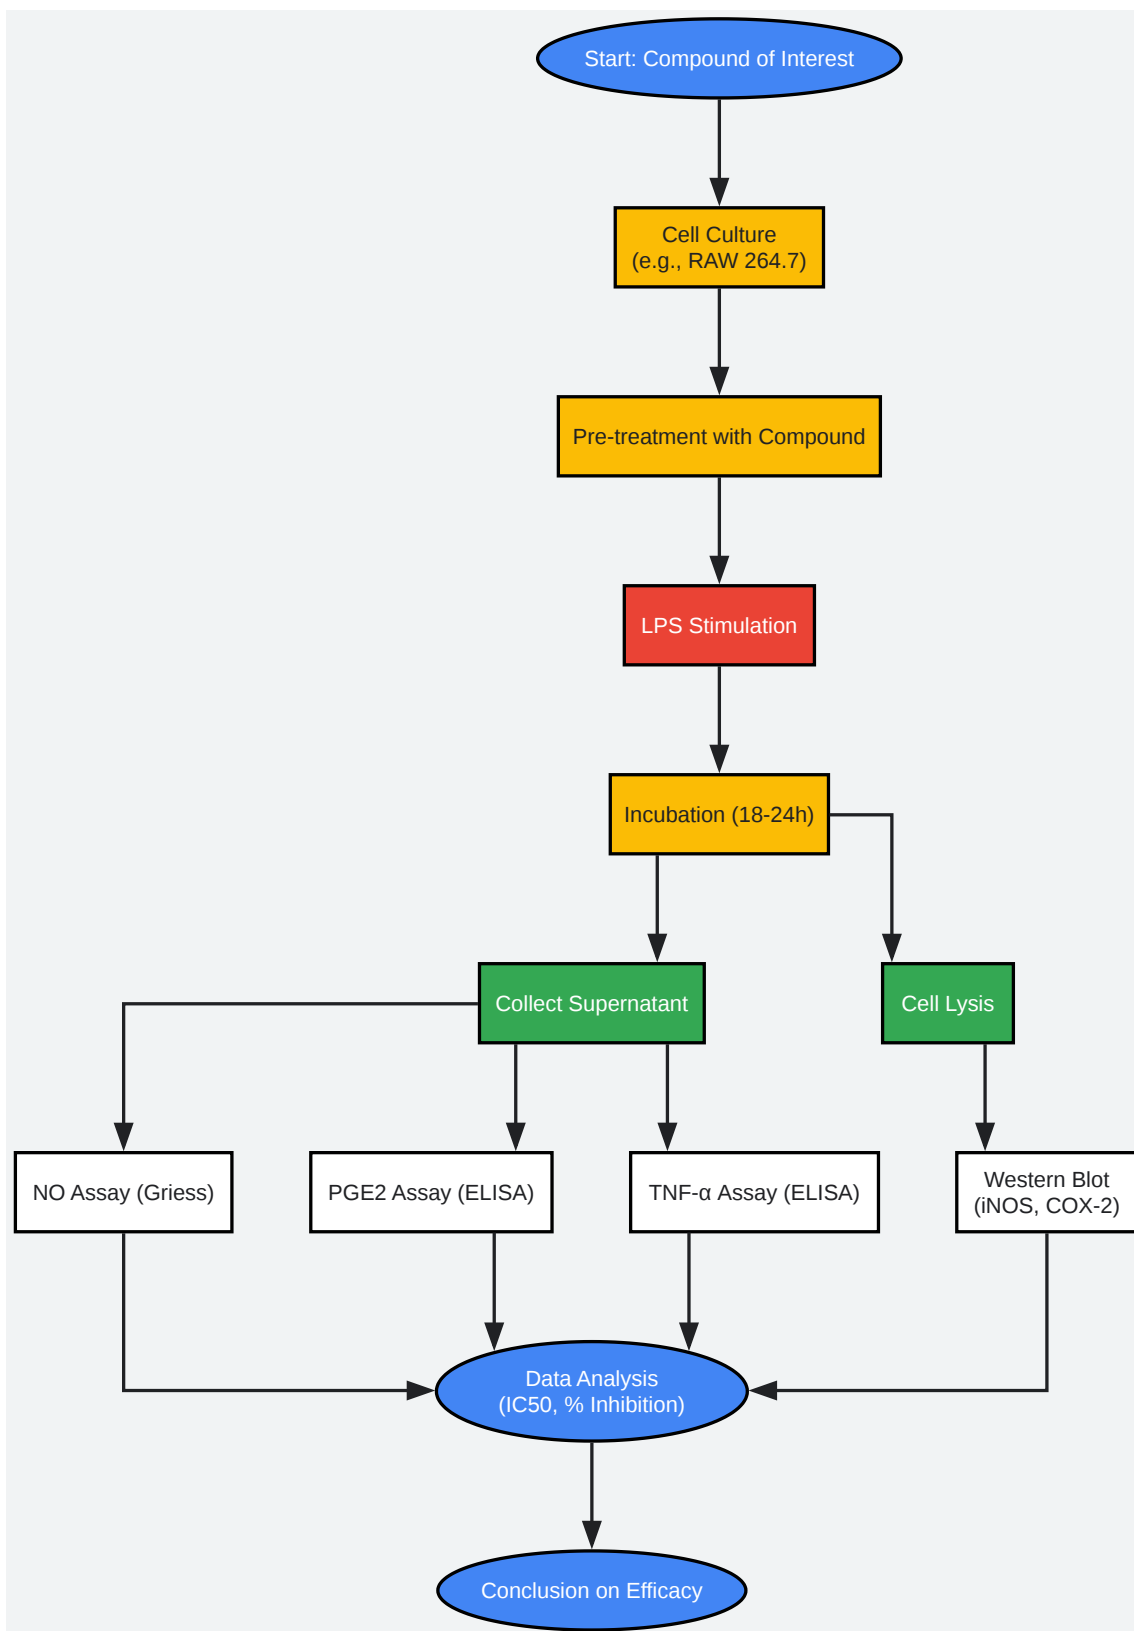 Start: Compound of Interest
Cell Culture
(e.g., RAW 264.7)
Pre-treatment with Compound
LPS Stimulation
Incubation (18-24h)
Collect Supernatant
Cell Lysis
NO Assay (Griess)
PGE2 Assay (ELISA)
TNF-α Assay (ELISA)
Western Blot
(iNOS, COX-2)
Data Analysis
(IC50, % Inhibition)
Conclusion on Efficacy